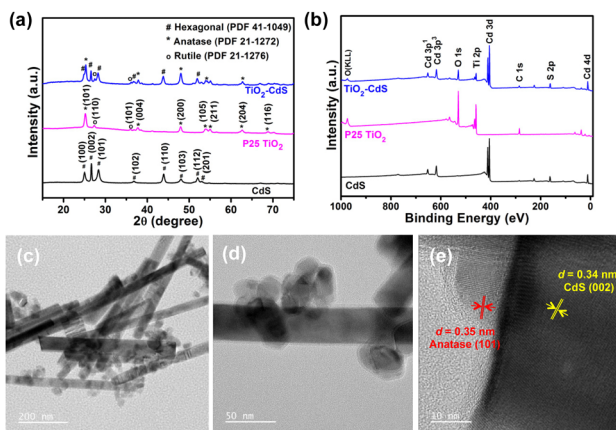 (a)
# Hexagonal (PDF 41-1049)
* Anatase (PDF 21-1272)
o Rutile (PDF 21-1276)
TiO2-CdS
(101)
(110)
(101)
(004)
(200)
(105)
(211)
(204)
(116)
P25 TiO2
(100)
(002)
(101)
(102)
(110)
(103)
(112)
(201)
CdS
Intensity (a.u.)
20 30 40 50 60 70
2θ (degree)
(b)
O(KLL)
Cd 3p1
Cd 3p3
O 1s
Ti 2p
Cd 3d
C 1s
S 2p
Cd 4d
TiO2-CdS
P25 TiO2
CdS
Intensity (a.u.)
1000 800 600 400 200 0
Binding Energy (eV)
(c)
200 nm
(d)
50 nm
(e)
d = 0.34 nm
CdS (002)
d = 0.35 nm
Anatase (101)
10 nm